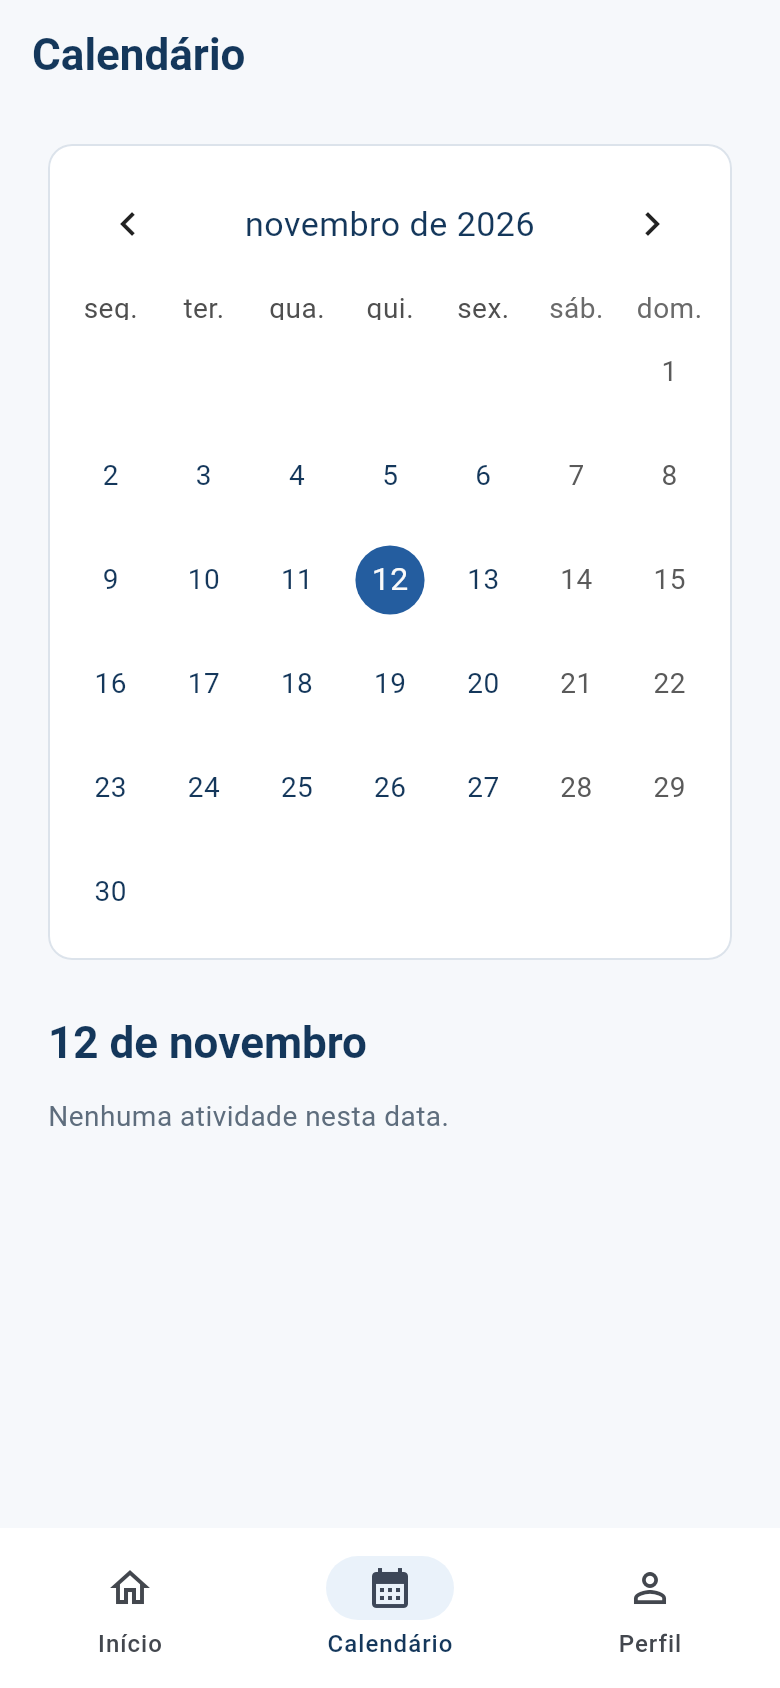 Calendário
novembro de 2026
seg. ter. qua. qui. sex. sáb. dom.
1
2 3 4 5 6 7 8
9 10 11 12 13 14 15
16 17 18 19 20 21 22
23 24 25 26 27 28 29
30
12 de novembro
Nenhuma atividade nesta data.
Início Calendário Perfil